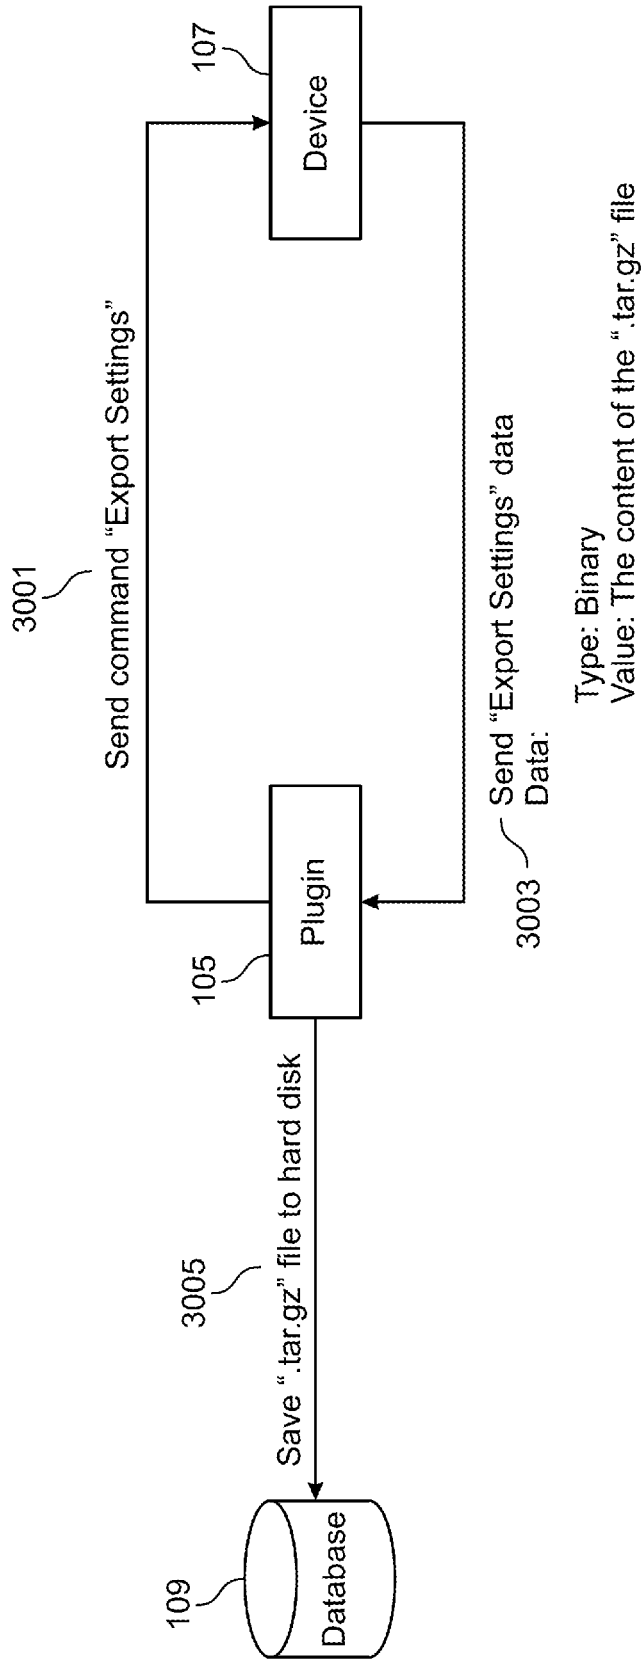 3001
Send command “Export Settings”
107
Device
105
Plugin
3005
Save “.tar.gz” file to hard disk
109
Database
3003
Send “Export Settings” data
Data:
Type: Binary
Value: The content of the “.tar.gz” file